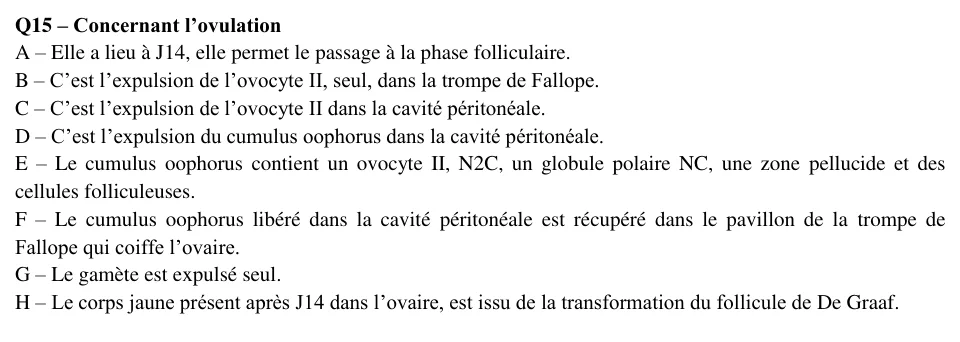 Q15 – Concernant l'ovulation
A – Elle a lieu à J14, elle permet le passage à la phase folliculaire.
B – C'est l'expulsion de l'ovocyte II, seul, dans la trompe de Fallope.
C – C'est l'expulsion de l'ovocyte II dans la cavité péritonéale.
D – C'est l'expulsion du cumulus oophorus dans la cavité péritonéale.
E – Le cumulus oophorus contient un ovocyte II, N2C, un globule polaire NC, une zone pellucide et des
cellules folliculeuses.
F – Le cumulus oophorus libéré dans la cavité péritonéale est récupéré dans le pavillon de la trompe de
Fallope qui coiffe l'ovaire.
G – Le gamète est expulsé seul.
H – Le corps jaune présent après J14 dans l'ovaire, est issu de la transformation du follicule de De Graaf.